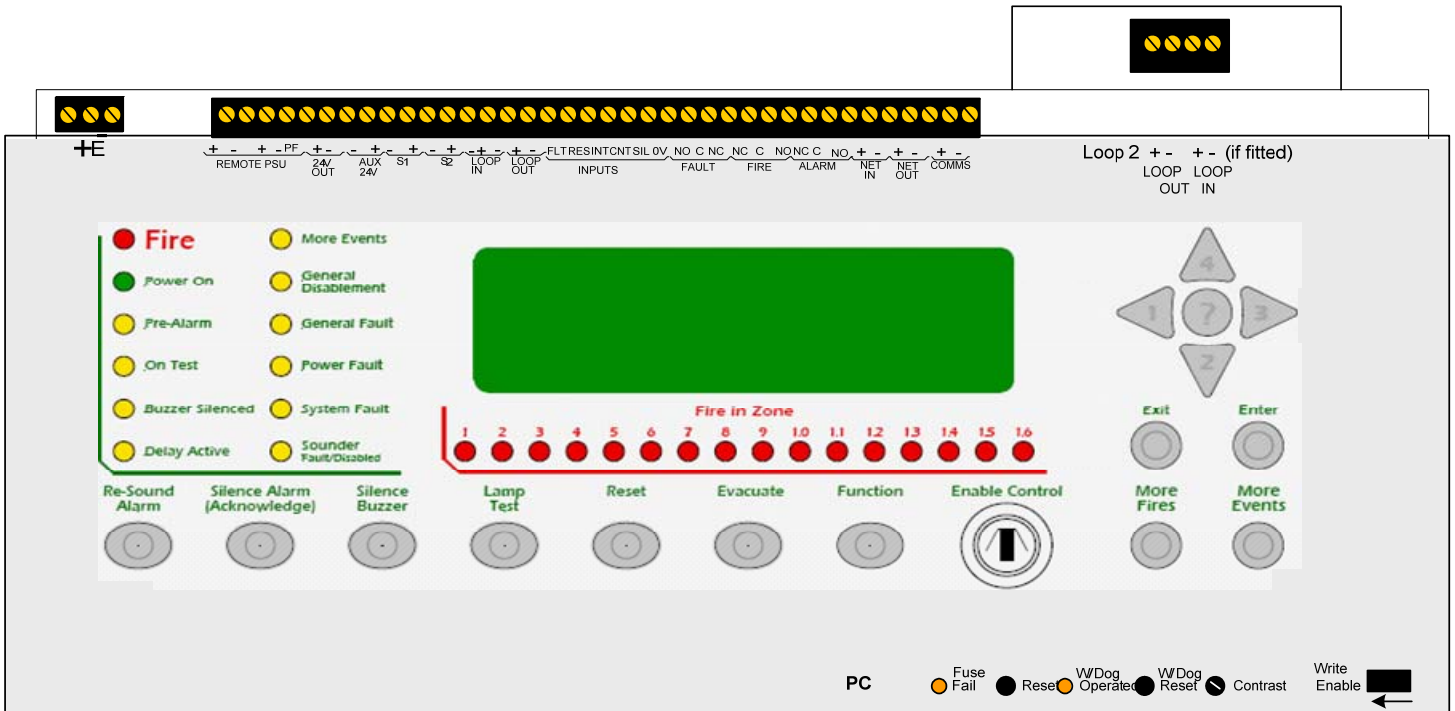 + - E
+ - + - PF + - - + - + - + - + - + - FLT RES INT CNT SIL 0V NO C NC NC C NO NC C NO + - + - + -
REMOTE PSU 24V OUT AUX 24V S1 S2 LOOP IN LOOP OUT INPUTS FAULT FIRE ALARM NET IN NET OUT COMMS
Loop 2 + - + - (if fitted)
LOOP LOOP
OUT IN
Fire
More Events
Power On
General
Disablement
Pre-Alarm
General Fault
On Test
Power Fault
Buzzer Silenced
System Fault
Delay Active
Sounder
Fault/Disabled
Fire in Zone
1 2 3 4 5 6 7 8 9 10 11 12 13 14 15 16
4
1 ? 3
2
Exit Enter
Re-Sound
Alarm
Silence Alarm
(Acknowledge)
Silence
Buzzer
Lamp
Test
Reset
Evacuate
Function
Enable Control
More
Fires
More
Events
PC
Fuse
Fail
Reset
W/Dog
Operated
W/Dog
Reset
Contrast
Write
Enable